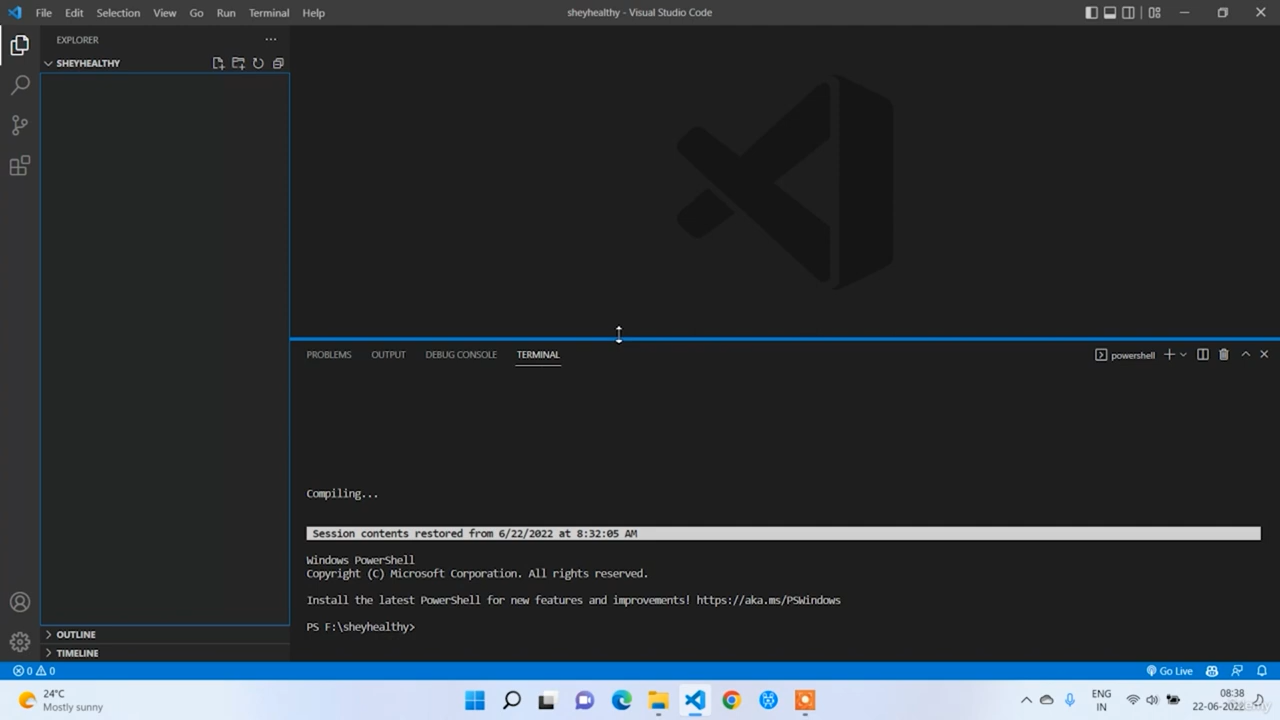 File Edit Selection View Go Run Terminal Help
sheyhealthy - Visual Studio Code
EXPLORER
SHEYHEALTHY
PROBLEMS OUTPUT DEBUG CONSOLE TERMINAL
powershell
Compiling...
Session contents restored from 6/22/2022 at 8:32:05 AM
Windows PowerShell
Copyright (C) Microsoft Corporation. All rights reserved.
Install the latest PowerShell for new features and improvements! https://aka.ms/PSWindows
PS F:\sheyhealthy>
OUTLINE
TIMELINE
0 0
Go Live
24°C
Mostly sunny
ENG
IN
08:38
22-06-2022